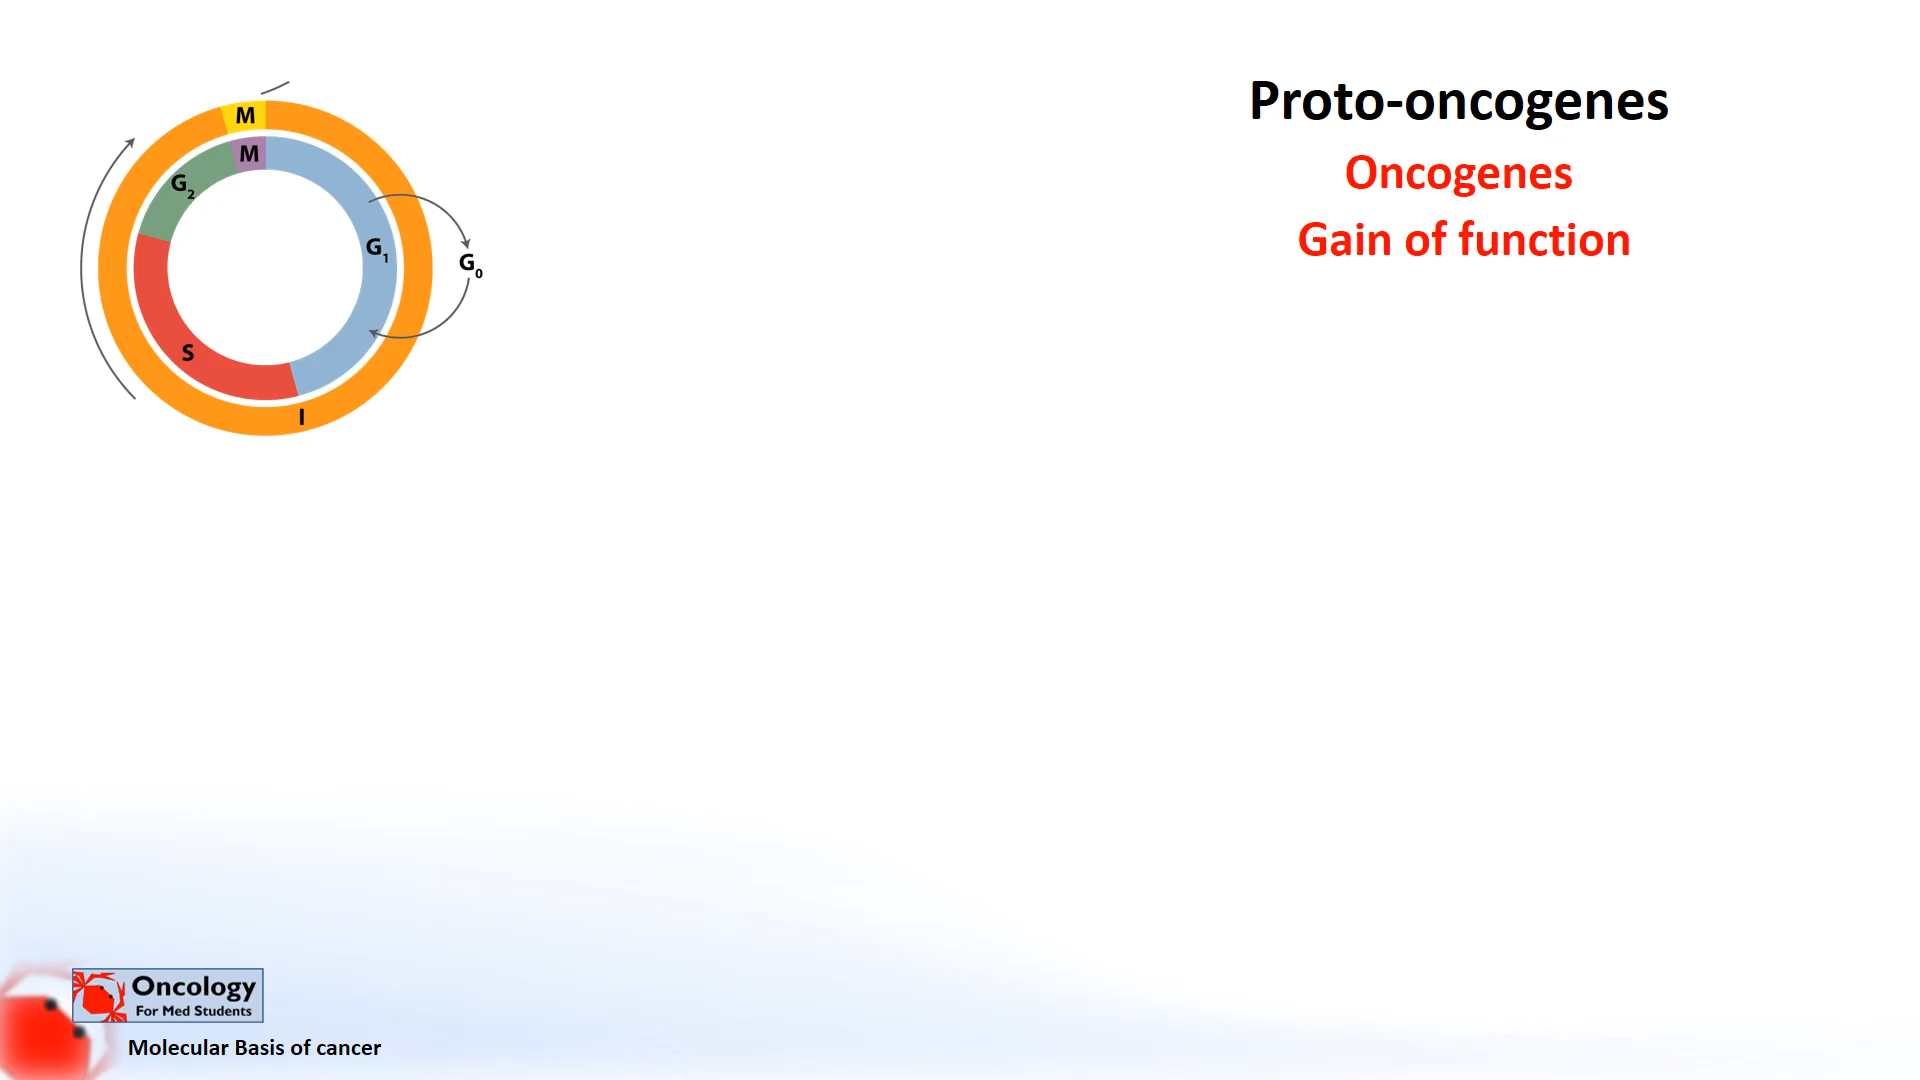 Proto-oncogenes
Oncogenes
Gain of function
M
M
G2
G1
G0
S
I
Oncology
For Med Students
Molecular Basis of cancer